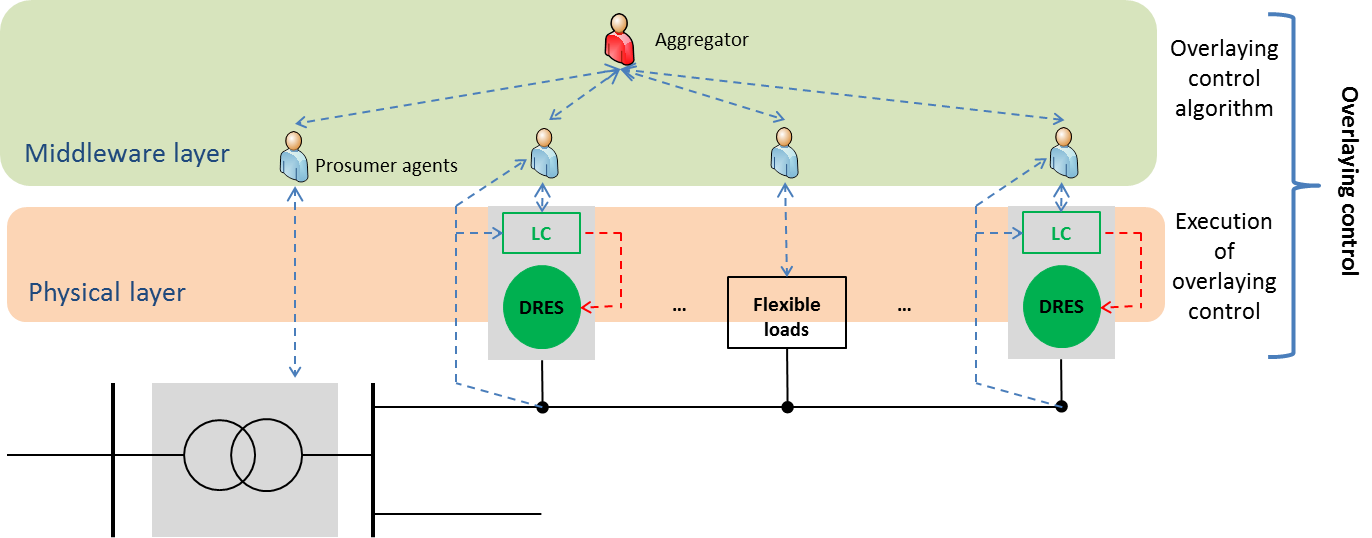 Aggregator
Overlaying
control
algorithm
Middleware layer
Prosumer agents
Overlaying control
LC
LC
Execution
of
overlaying
control
Physical layer
DRES
...
Flexible
loads
...
DRES